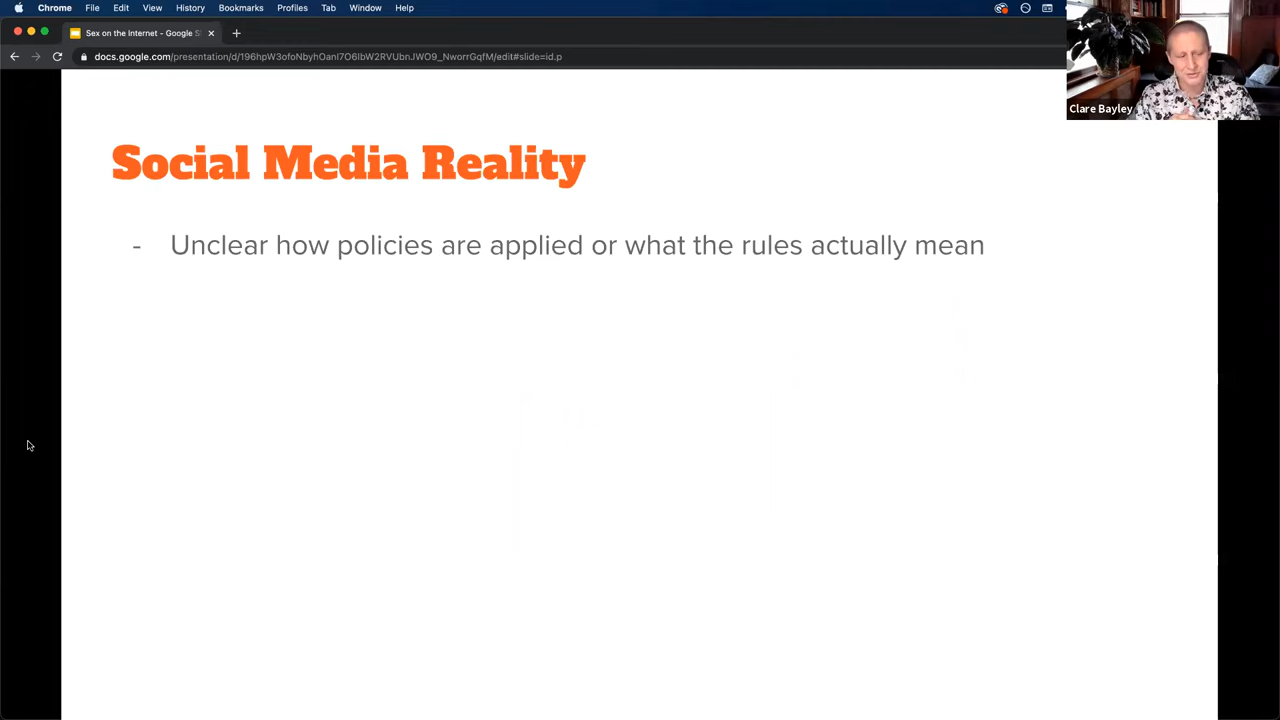 Chrome File Edit View History Bookmarks Profiles Tab Window Help
Sex on the Internet - Google S
docs.google.com/presentation/d/196hpW3ofoNbyhOanI7O6IbW2RVUbnJWO9_NworrGqfM/edit#slide=id.p
Clare Bayley
Social Media Reality
- Unclear how policies are applied or what the rules actually mean